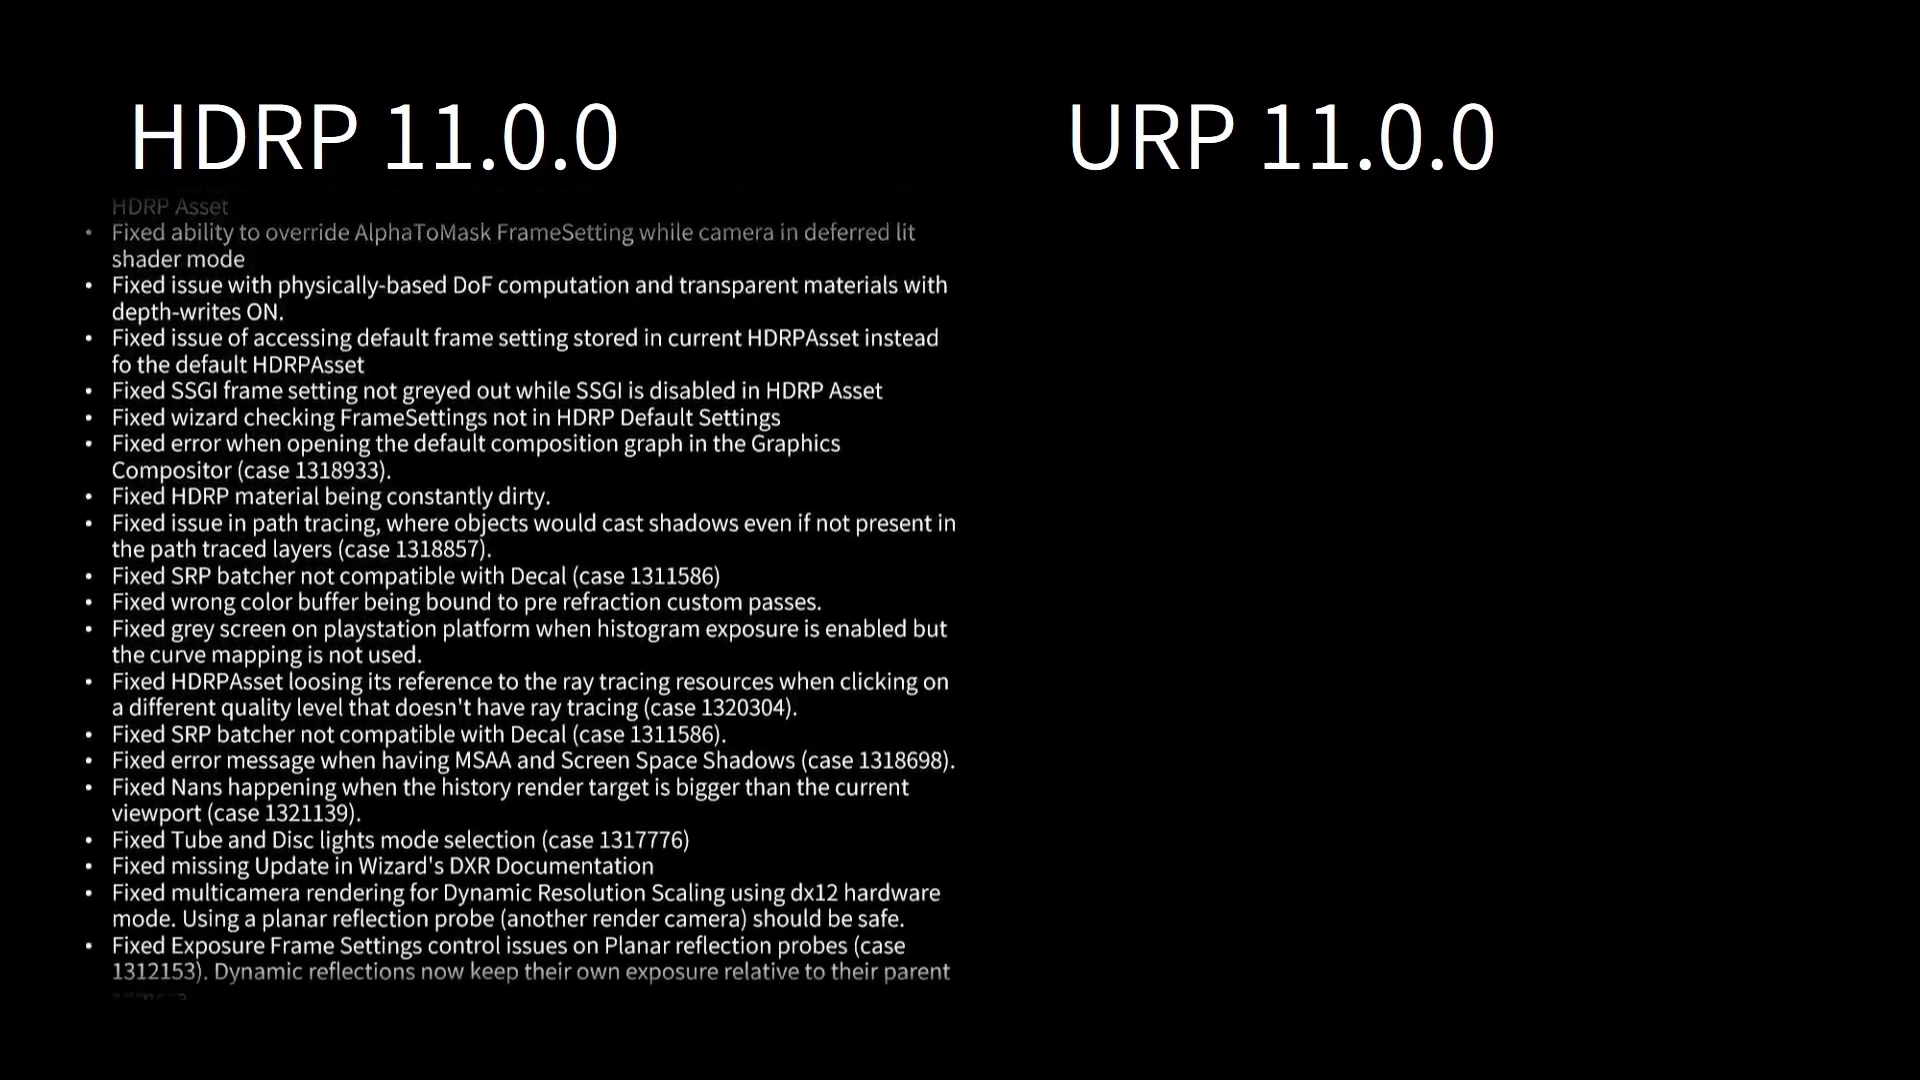 HDRP 11.0.0
HDRP Asset
• Fixed ability to override AlphaToMask FrameSetting while camera in deferred lit
shader mode
• Fixed issue with physically-based DoF computation and transparent materials with
depth-writes ON.
• Fixed issue of accessing default frame setting stored in current HDRPAsset instead
fo the default HDRPAsset
• Fixed SSGI frame setting not greyed out while SSGI is disabled in HDRP Asset
• Fixed wizard checking FrameSettings not in HDRP Default Settings
• Fixed error when opening the default composition graph in the Graphics
Compositor (case 1318933).
• Fixed HDRP material being constantly dirty.
• Fixed issue in path tracing, where objects would cast shadows even if not present in
the path traced layers (case 1318857).
• Fixed SRP batcher not compatible with Decal (case 1311586)
• Fixed wrong color buffer being bound to pre refraction custom passes.
• Fixed grey screen on playstation platform when histogram exposure is enabled but
the curve mapping is not used.
• Fixed HDRPAsset loosing its reference to the ray tracing resources when clicking on
a different quality level that doesn't have ray tracing (case 1320304).
• Fixed SRP batcher not compatible with Decal (case 1311586).
• Fixed error message when having MSAA and Screen Space Shadows (case 1318698).
• Fixed Nans happening when the history render target is bigger than the current
viewport (case 1321139).
• Fixed Tube and Disc lights mode selection (case 1317776)
• Fixed missing Update in Wizard's DXR Documentation
• Fixed multicamera rendering for Dynamic Resolution Scaling using dx12 hardware
mode. Using a planar reflection probe (another render camera) should be safe.
• Fixed Exposure Frame Settings control issues on Planar reflection probes (case
1312153). Dynamic reflections now keep their own exposure relative to their parent
URP 11.0.0